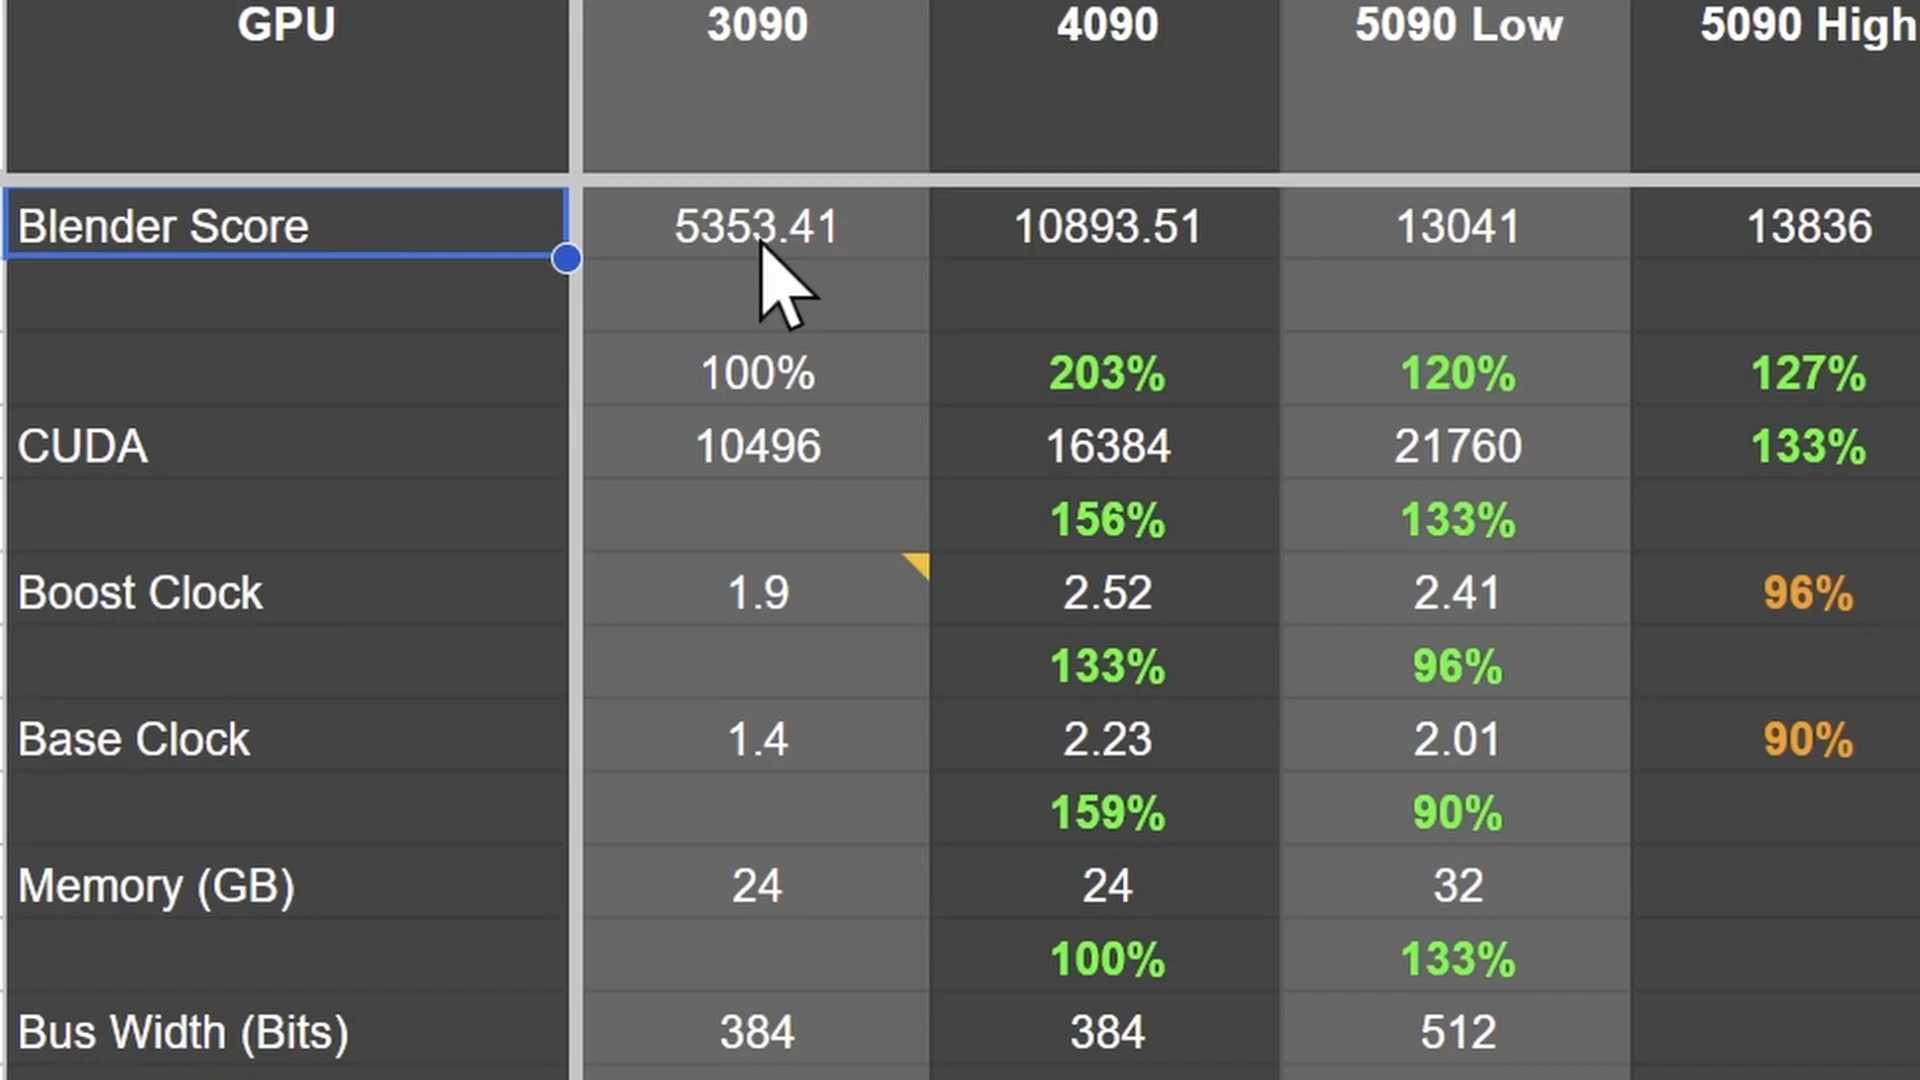 GPU 3090 4090 5090 Low 5090 High
Blender Score 5353.41 10893.51 13041 13836
100% 203% 120% 127%
CUDA 10496 16384 21760 133%
156% 133%
Boost Clock 1.9 2.52 2.41 96%
133% 96%
Base Clock 1.4 2.23 2.01 90%
159% 90%
Memory (GB) 24 24 32
100% 133%
Bus Width (Bits) 384 384 512